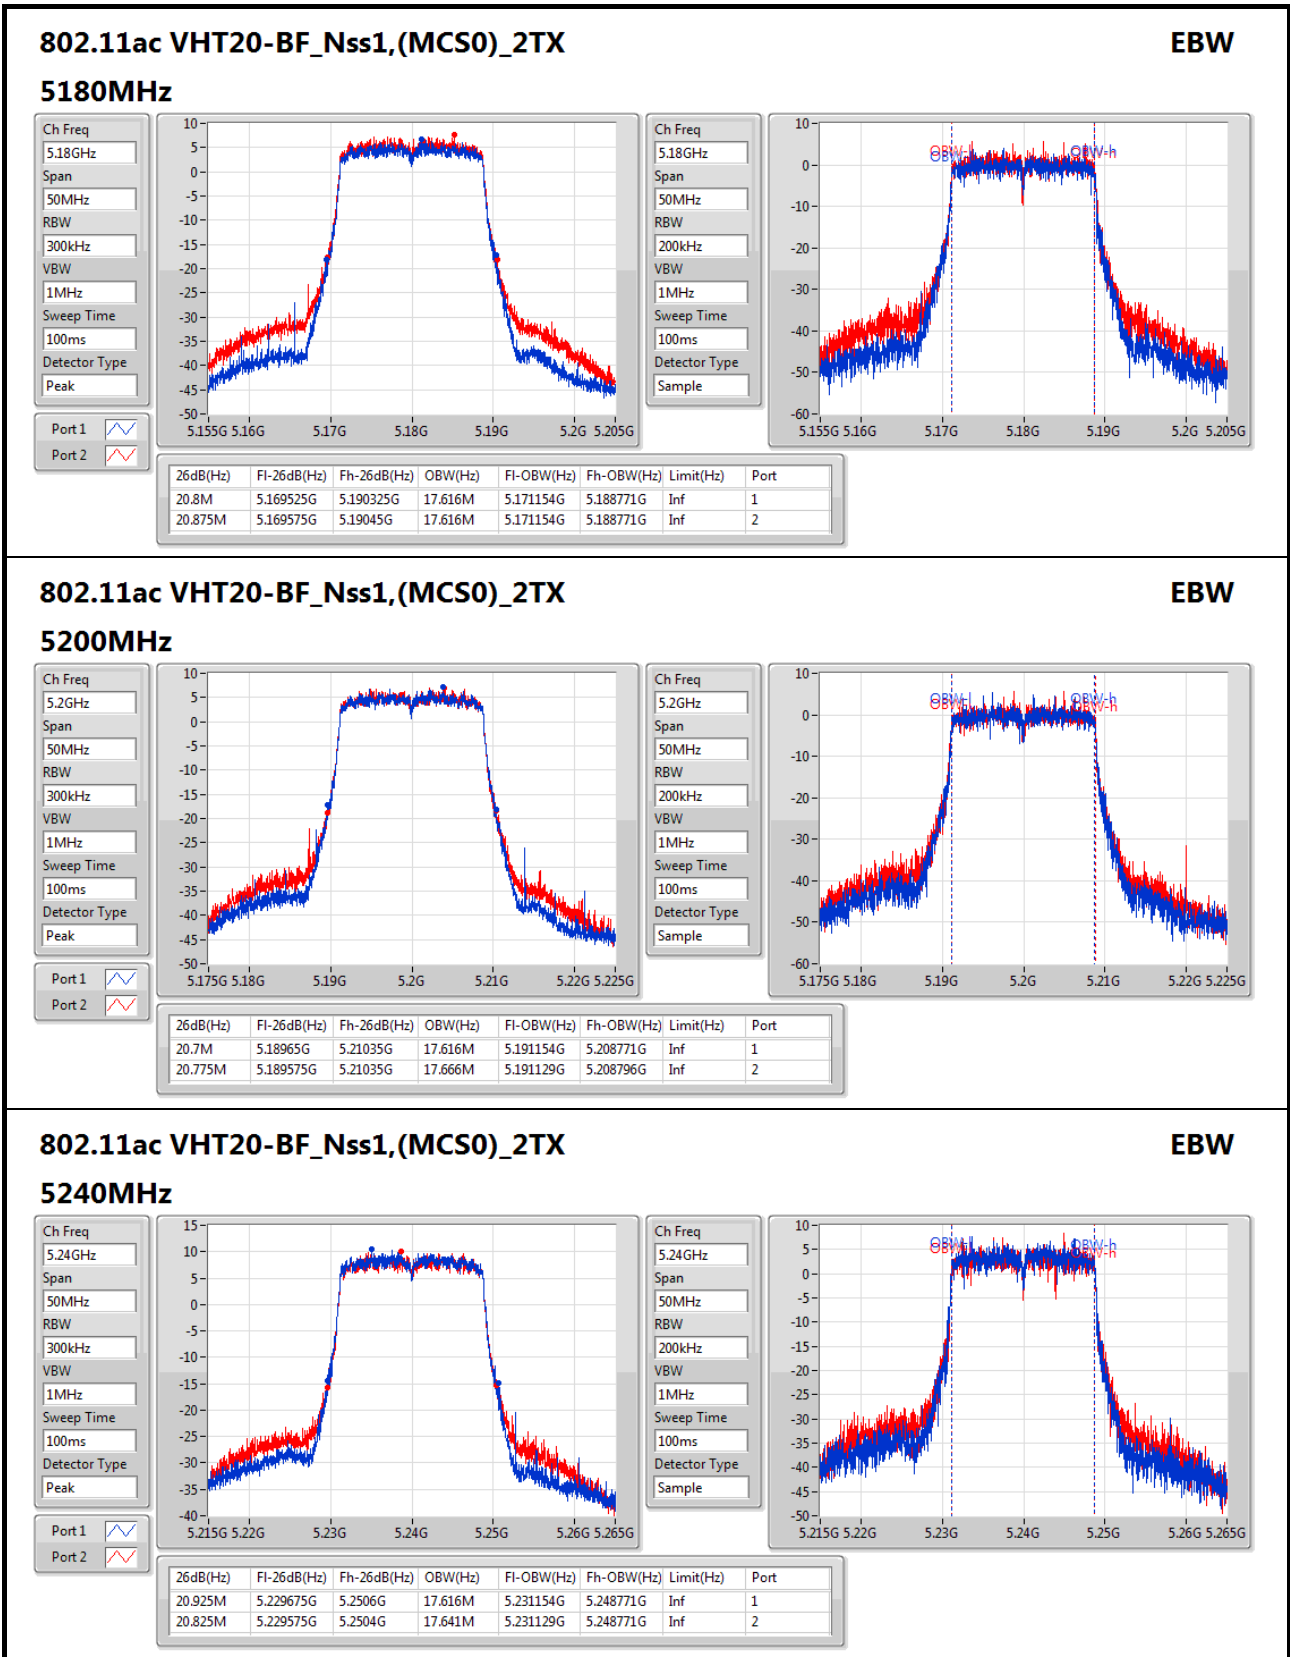 802.11ac VHT20-BF_Nss1,(MCS0)_2TX EBW
5180MHz
Ch Freq
5.18GHz
Span
50MHz
RBW
300kHz
VBW
1MHz
Sweep Time
100ms
Detector Type
Peak
Port 1
Port 2
10
5
0
-5
-10
-15
-20
-25
-30
-35
-40
-45
-50
5.155G 5.16G 5.17G 5.18G 5.19G 5.2G 5.205G
Ch Freq
5.18GHz
Span
50MHz
RBW
200kHz
VBW
1MHz
Sweep Time
100ms
Detector Type
Sample
10
0
-10
-20
-30
-40
-50
-60
OBW-l OBW-h
OBW-l OBW-h
5.155G 5.16G 5.17G 5.18G 5.19G 5.2G 5.205G
26dB(Hz) Fl-26dB(Hz) Fh-26dB(Hz) OBW(Hz) Fl-OBW(Hz) Fh-OBW(Hz) Limit(Hz) Port
20.8M 5.169525G 5.190325G 17.616M 5.171154G 5.188771G Inf 1
20.875M 5.169575G 5.19045G 17.616M 5.171154G 5.188771G Inf 2
802.11ac VHT20-BF_Nss1,(MCS0)_2TX EBW
5200MHz
Ch Freq
5.2GHz
Span
50MHz
RBW
300kHz
VBW
1MHz
Sweep Time
100ms
Detector Type
Peak
Port 1
Port 2
10
5
0
-5
-10
-15
-20
-25
-30
-35
-40
-45
-50
5.175G 5.18G 5.19G 5.2G 5.21G 5.22G 5.225G
Ch Freq
5.2GHz
Span
50MHz
RBW
200kHz
VBW
1MHz
Sweep Time
100ms
Detector Type
Sample
10
0
-10
-20
-30
-40
-50
-60
OBW-l OBW-h
OBW-l OBW-h
5.175G 5.18G 5.19G 5.2G 5.21G 5.22G 5.225G
26dB(Hz) Fl-26dB(Hz) Fh-26dB(Hz) OBW(Hz) Fl-OBW(Hz) Fh-OBW(Hz) Limit(Hz) Port
20.7M 5.18965G 5.21035G 17.616M 5.191154G 5.208771G Inf 1
20.775M 5.189575G 5.21035G 17.666M 5.191129G 5.208796G Inf 2
802.11ac VHT20-BF_Nss1,(MCS0)_2TX EBW
5240MHz
Ch Freq
5.24GHz
Span
50MHz
RBW
300kHz
VBW
1MHz
Sweep Time
100ms
Detector Type
Peak
Port 1
Port 2
15
10
5
0
-5
-10
-15
-20
-25
-30
-35
-40
5.215G 5.22G 5.23G 5.24G 5.25G 5.26G 5.265G
Ch Freq
5.24GHz
Span
50MHz
RBW
200kHz
VBW
1MHz
Sweep Time
100ms
Detector Type
Sample
10
5
0
-5
-10
-15
-20
-25
-30
-35
-40
-45
-50
OBW-l OBW-h
OBW-l OBW-h
5.215G 5.22G 5.23G 5.24G 5.25G 5.26G 5.265G
26dB(Hz) Fl-26dB(Hz) Fh-26dB(Hz) OBW(Hz) Fl-OBW(Hz) Fh-OBW(Hz) Limit(Hz) Port
20.925M 5.229675G 5.2506G 17.616M 5.231154G 5.248771G Inf 1
20.825M 5.229575G 5.2504G 17.641M 5.231129G 5.248771G Inf 2